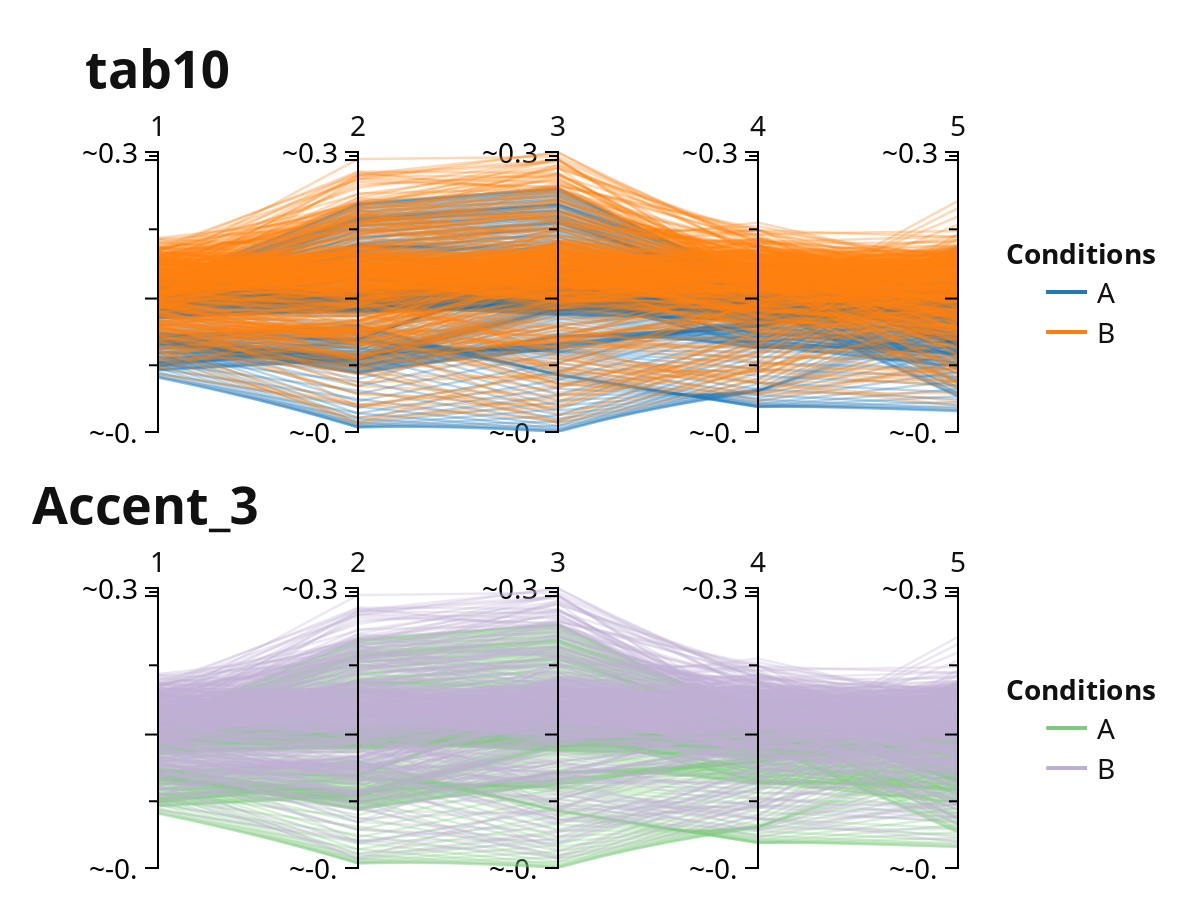 tab10
1 2 3 4 5
~0.3 ~0.3 ~0.3 ~0.3 ~0.3
Conditions
A
B
~-0. ~-0. ~-0. ~-0. ~-0.
Accent_3
1 2 3 4 5
~0.3 ~0.3 ~0.3 ~0.3 ~0.3
Conditions
A
B
~-0. ~-0. ~-0. ~-0. ~-0.